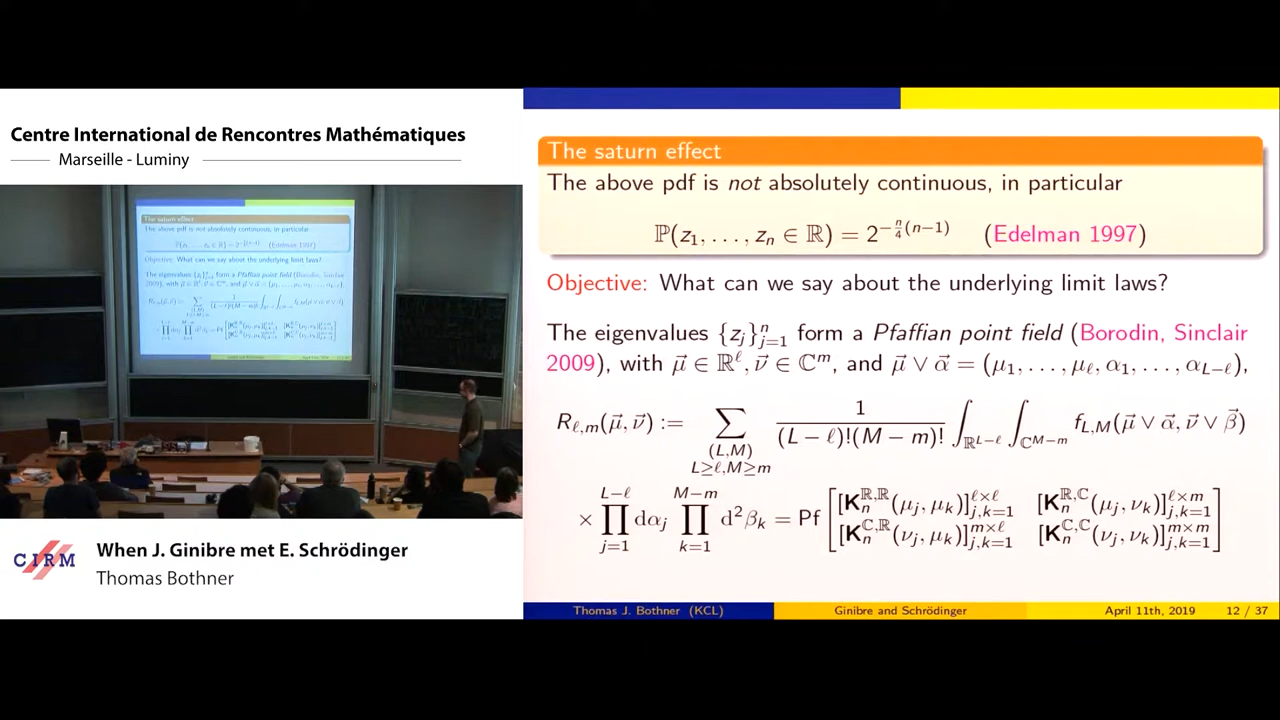 Centre International de Rencontres Mathématiques
Marseille - Luminy
CIRM
When J. Ginibre met E. Schrödinger
Thomas Bothner
The saturn effect
The above pdf is not absolutely continuous, in particular
ℙ(z₁, …, zₙ ∈ ℝ) = 2^{−n/4(n−1)} (Edelman 1997)
Objective: What can we say about the underlying limit laws?
The eigenvalues {z_j}_{j=1}^n form a Pfaffian point field (Borodin, Sinclair
2009), with μ⃗ ∈ ℝ^ℓ, ν⃗ ∈ ℂ^m, and μ⃗ ∨ α⃗ = (μ₁, …, μ_ℓ, α₁, …, α_{L−ℓ}),
R_{ℓ,m}(μ⃗, ν⃗) := ∑_{(L,M) L≥ℓ,M≥m} 1/((L−ℓ)!(M−m)!) ∫_{ℝ^{L−ℓ}} ∫_{ℂ^{M−m}} f_{L,M}(μ⃗ ∨ α⃗, ν⃗ ∨ β⃗)
× ∏_{j=1}^{L−ℓ} dα_j ∏_{k=1}^{M−m} d²β_k = Pf [ [K_n^{ℝ,ℝ}(μ_j, μ_k)]_{j,k=1}^{ℓ×ℓ} [K_n^{ℝ,ℂ}(μ_j, ν_k)]_{j,k=1}^{ℓ×m}
[K_n^{ℂ,ℝ}(ν_j, μ_k)]_{j,k=1}^{m×ℓ} [K_n^{ℂ,ℂ}(ν_j, ν_k)]_{j,k=1}^{m×m} ]
Thomas J. Bothner (KCL) Ginibre and Schrödinger April 11th, 2019 12 / 37